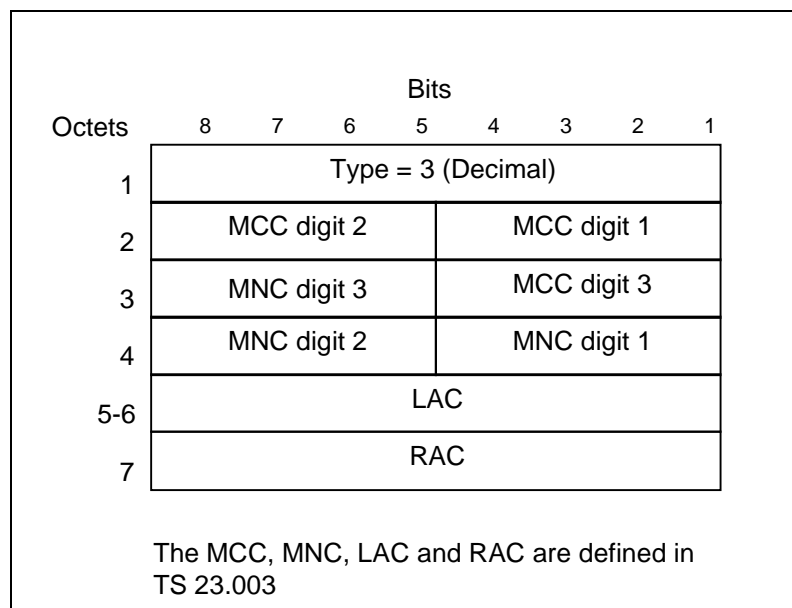 Bits
Octets 8 7 6 5 4 3 2 1
1 Type = 3 (Decimal)
2 MCC digit 2 MCC digit 1
3 MNC digit 3 MCC digit 3
4 MNC digit 2 MNC digit 1
5-6 LAC
7 RAC
The MCC, MNC, LAC and RAC are defined in
TS 23.003